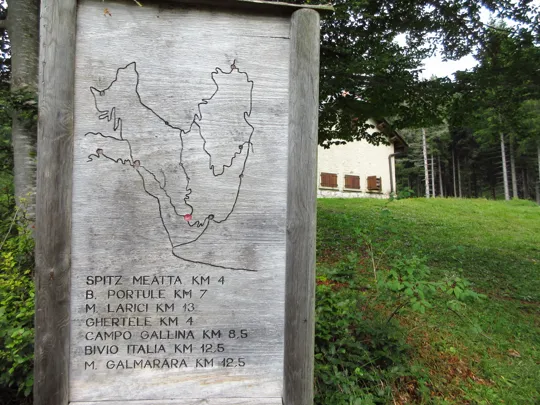 SPITZ MEATTA KM 4
B. PORTULE KM 7
M. LARICI KM 13
GHERTELE KM 4
CAMPO GALLINA KM 8,5
BIVIO ITALIA KM 12,5
M. GALMARARA KM 12,5